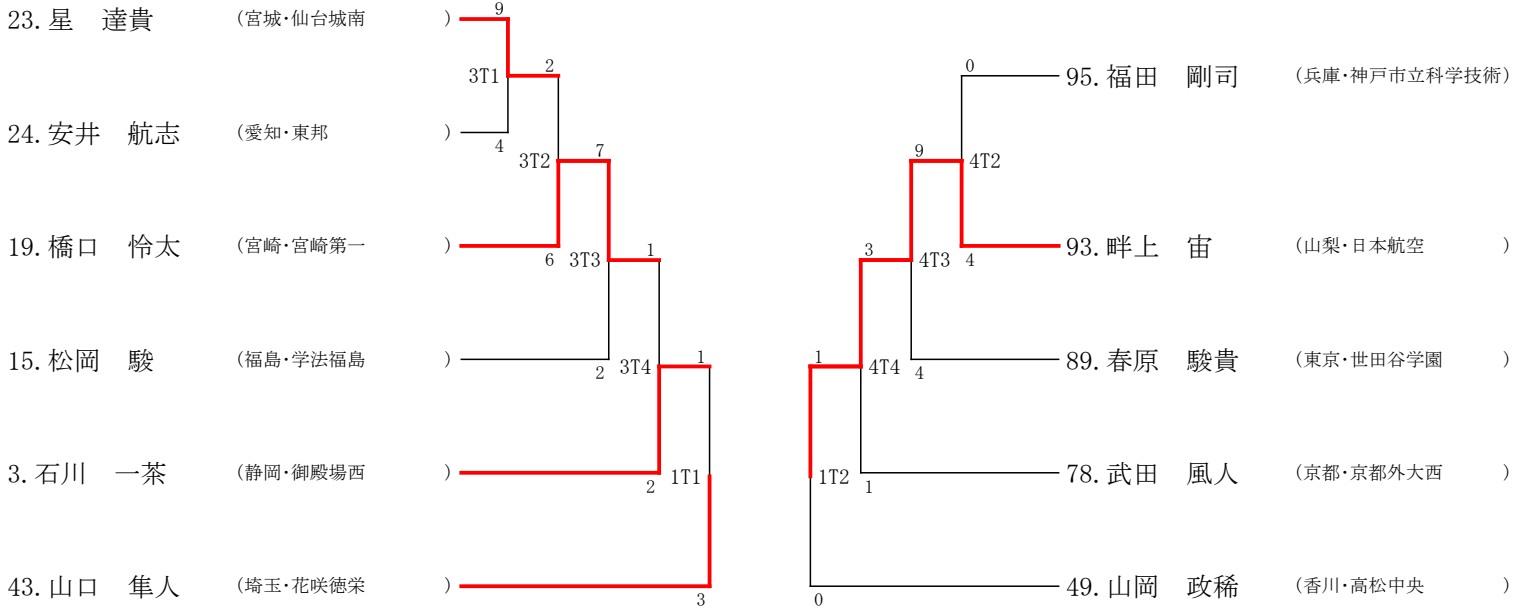 23. 星　達貴 (宮城・仙台城南 ) 9
3T1 2
24. 安井　航志 (愛知・東邦 ) 4
3T2 7
19. 橋口　怜太 (宮崎・宮崎第一 ) 6
3T3 1
15. 松岡　駿 (福島・学法福島 ) 2
3T4 1
3. 石川　一茶 (静岡・御殿場西 ) 2
1T1
43. 山口　隼人 (埼玉・花咲徳栄 ) 3
0 95. 福田　剛司 (兵庫・神戸市立科学技術)
9 4T2
4 93. 畔上　宙 (山梨・日本航空 )
3 4T3
4 89. 春原　駿貴 (東京・世田谷学園 )
1 4T4
1 78. 武田　風人 (京都・京都外大西 )
1T2
0 49. 山岡　政稀 (香川・高松中央 )